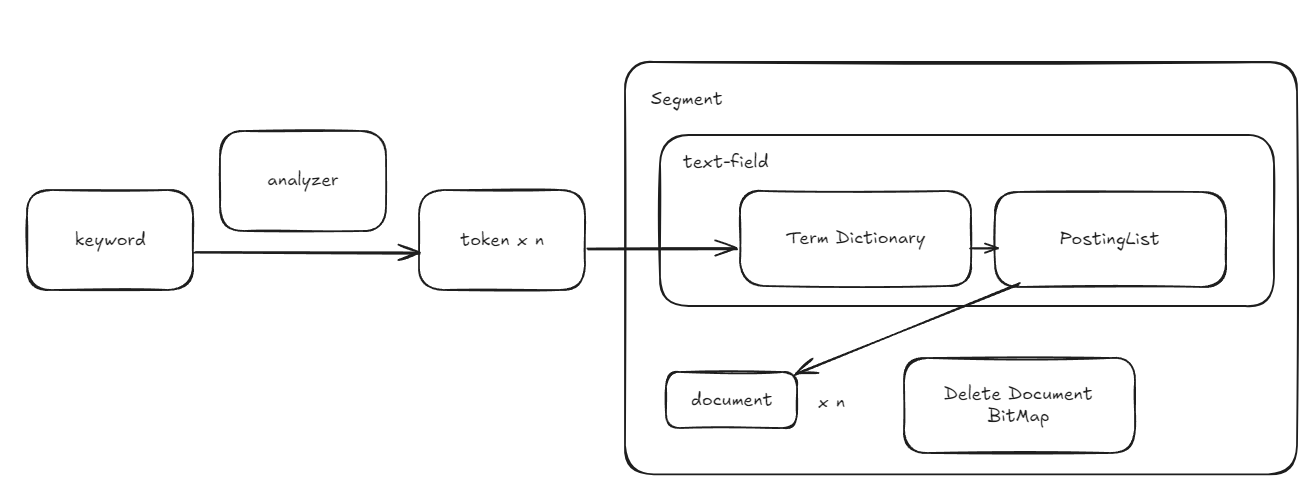 Segment
text-field
analyzer
keyword
token x n
Term Dictionary
PostingList
document
x n
Delete Document
BitMap